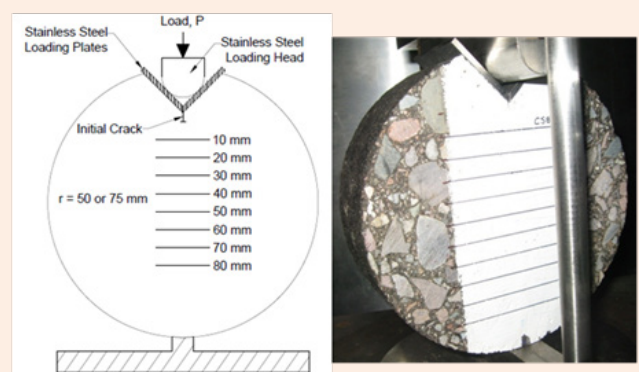 Load, P
Stainless Steel
Loading Plates
Stainless Steel
Loading Head
Initial Crack
10 mm
20 mm
30 mm
40 mm
r = 50 or 75 mm
50 mm
60 mm
70 mm
80 mm